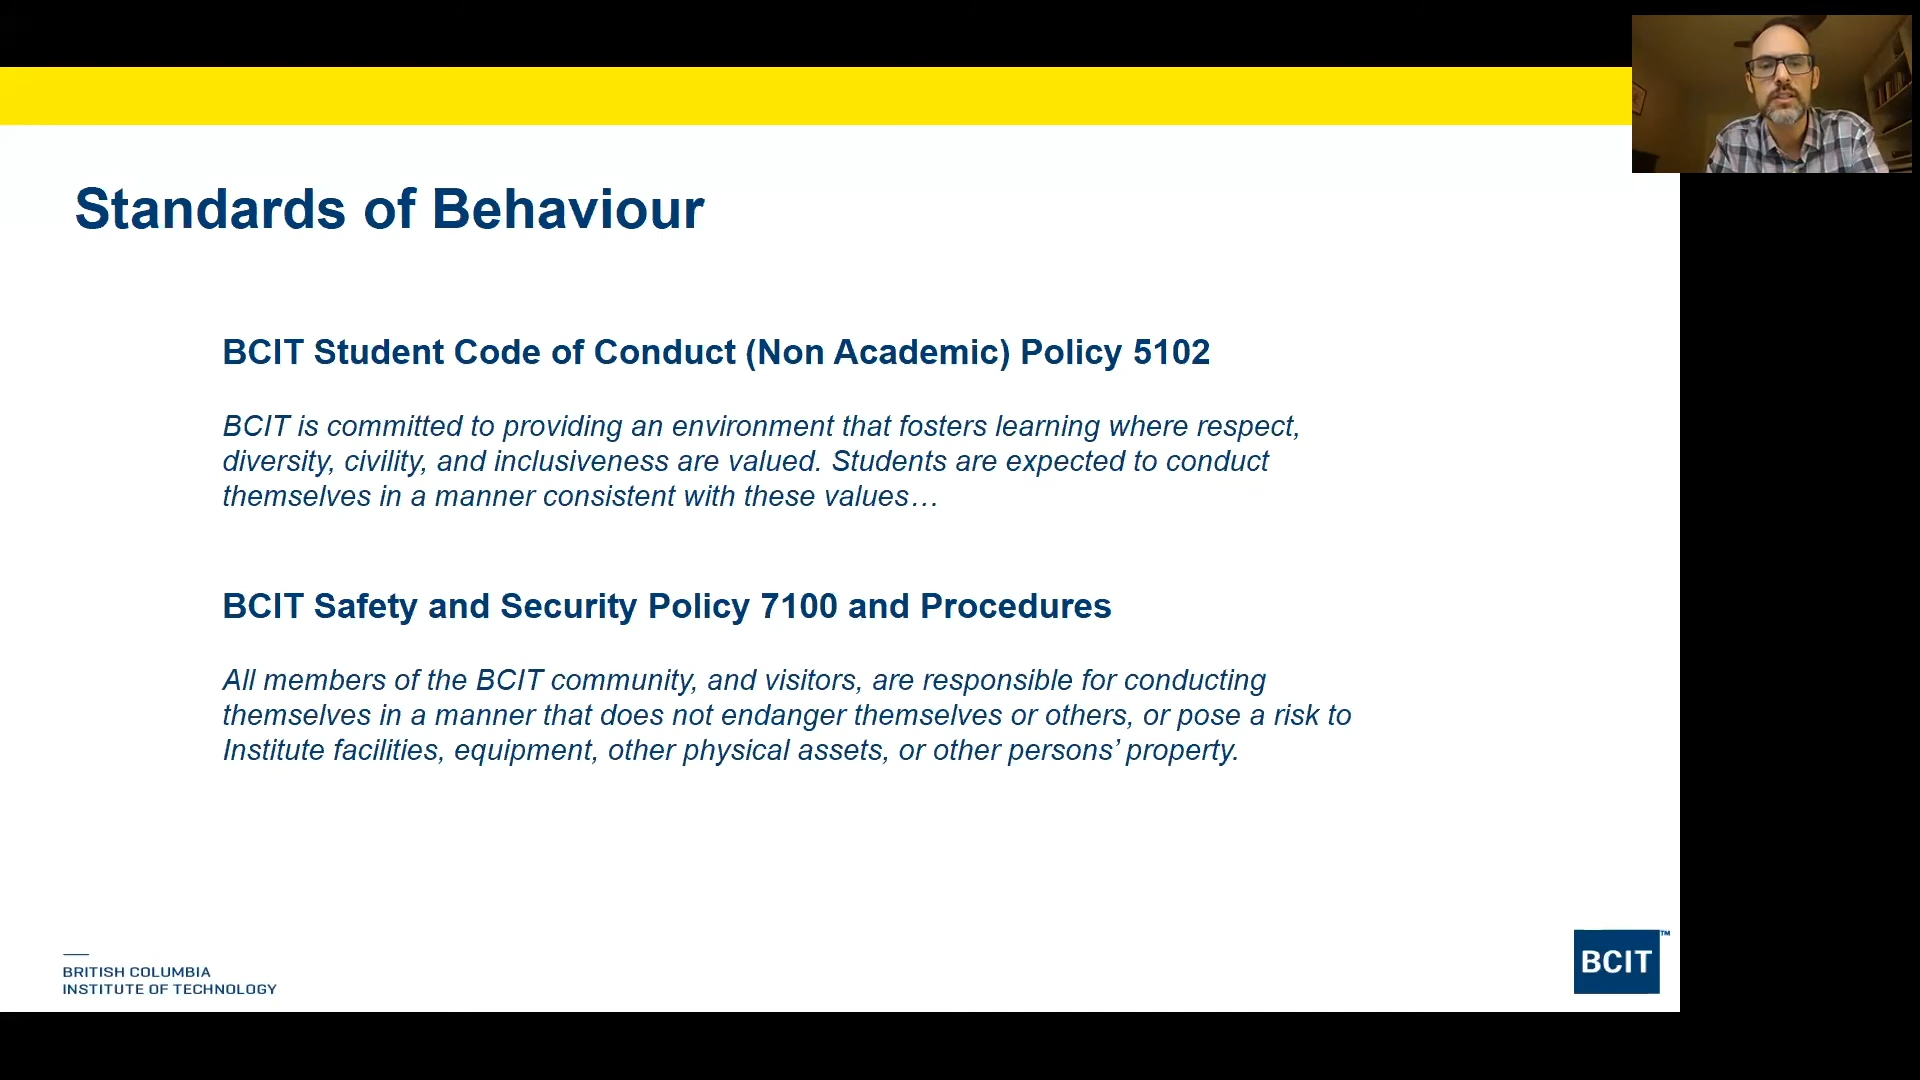 Standards of Behaviour
BCIT Student Code of Conduct (Non Academic) Policy 5102
BCIT is committed to providing an environment that fosters learning where respect,
diversity, civility, and inclusiveness are valued. Students are expected to conduct
themselves in a manner consistent with these values…
BCIT Safety and Security Policy 7100 and Procedures
All members of the BCIT community, and visitors, are responsible for conducting
themselves in a manner that does not endanger themselves or others, or pose a risk to
Institute facilities, equipment, other physical assets, or other persons’ property.
BRITISH COLUMBIA
INSTITUTE OF TECHNOLOGY
BCIT™